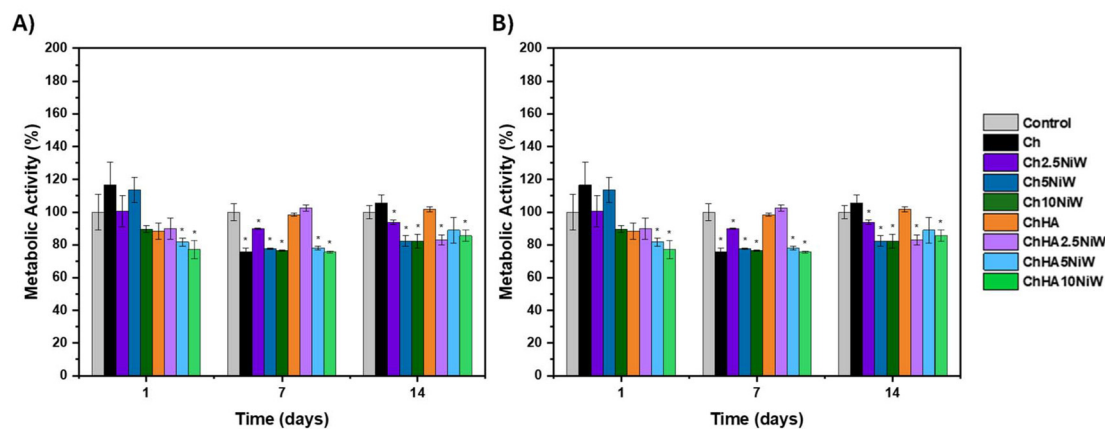 A)
200
180
160
140
120
100
80
60
40
20
0
Metabolic Activity (%)
* * * * * * * * * * * * * * *
1
7
14
Time (days)
B)
200
180
160
140
120
100
80
60
40
20
0
Metabolic Activity (%)
* * * * * * * * * * * * * * *
1
7
14
Time (days)
Control
Ch
Ch2.5NiW
Ch5NiW
Ch10NiW
ChHA
ChHA2.5NiW
ChHA5NiW
ChHA10NiW